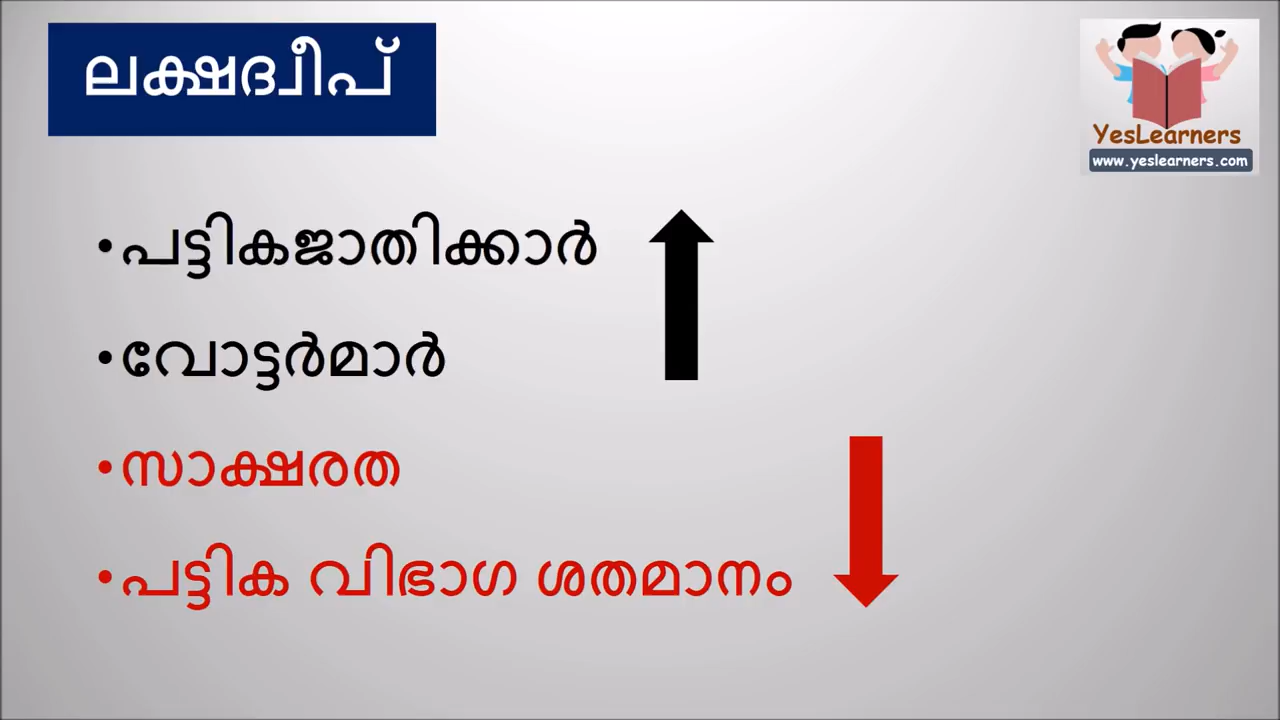 ലക്ഷദ്വീപ്
YesLearners
www.yeslearners.com
•പട്ടികജാതിക്കാർ
•വോട്ടർമാർ
•സാക്ഷരത
•പട്ടിക വിഭാഗ ശതമാനം